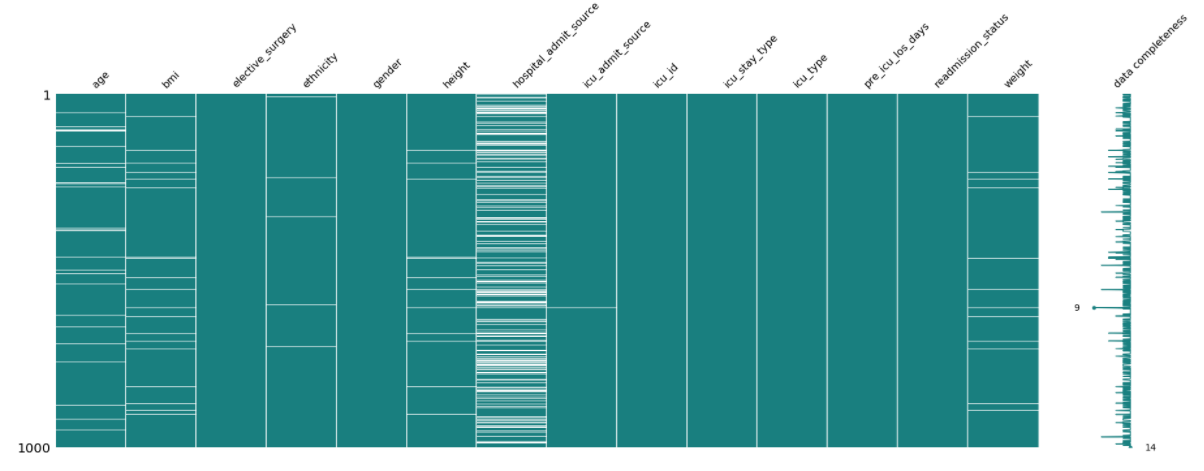 age
bmi
elective_surgery
ethnicity
gender
height
hospital_admit_source
icu_admit_source
icu_id
icu_stay_type
icu_type
pre_icu_los_days
readmission_status
weight
data completeness
1
9
1000
14